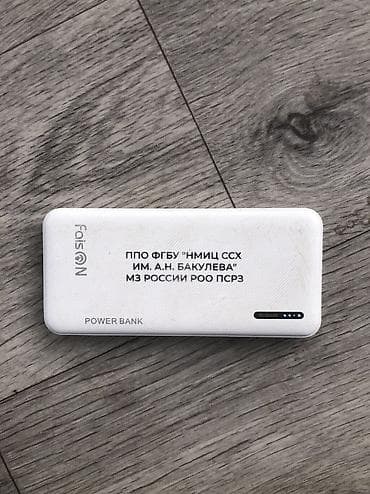 faisON
ППО ФГБУ "НМИЦ ССХ
ИМ. А.Н. БАКУЛЕВА"
МЗ РОССИИ РОО ПСРЗ
POWER BANK